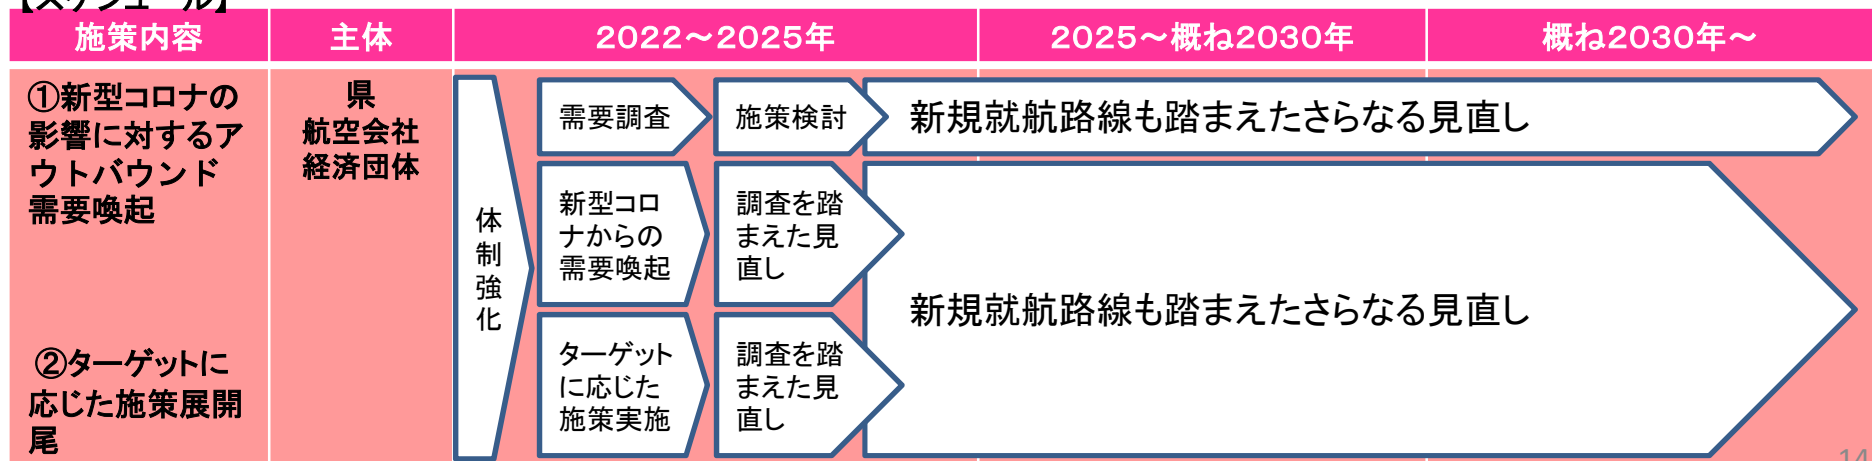 【スケジュール】
施策内容
主体
2022～2025年
2025～概ね2030年
概ね2030年～
①新型コロナの
影響に対するア
ウトバウンド
需要喚起
②ターゲットに
応じた施策展開
尾
県
航空会社
経済団体
体
制
強
化
需要調査
施策検討
新規就航路線も踏まえたさらなる見直し
新型コロ
ナからの
需要喚起
調査を踏
まえた見
直し
新規就航路線も踏まえたさらなる見直し
ターゲット
に応じた
施策実施
調査を踏
まえた見
直し
14